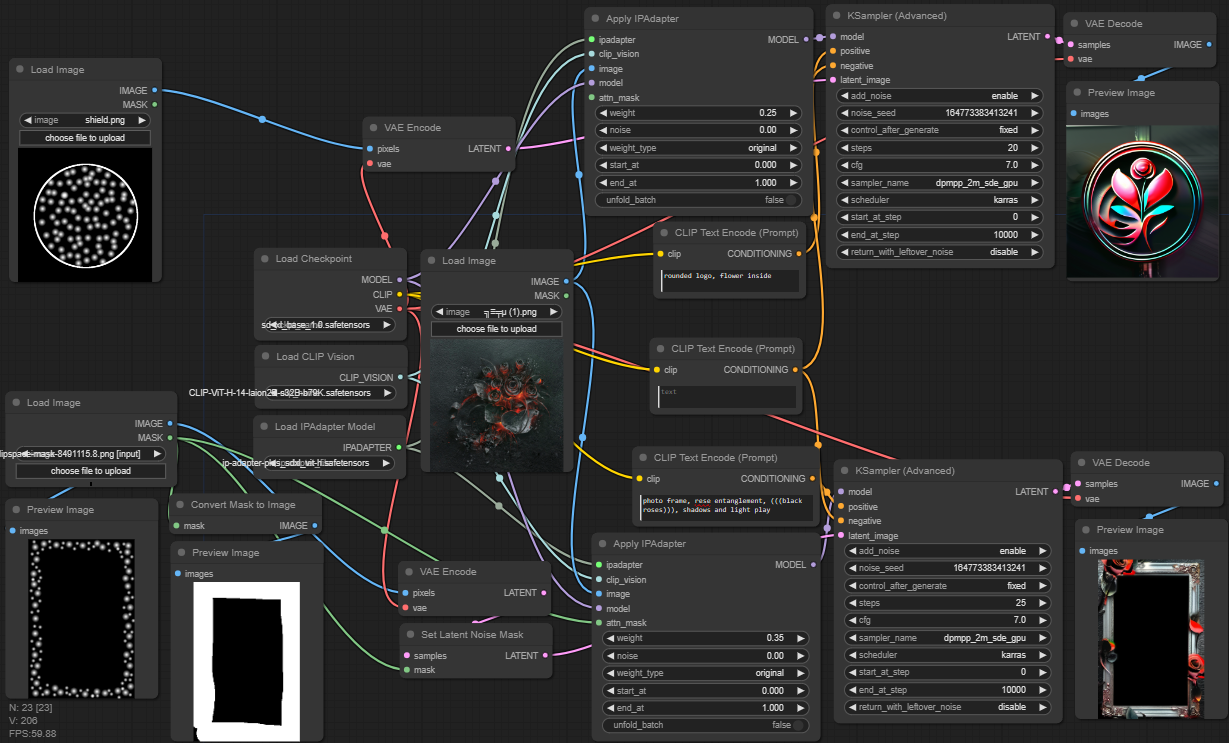 Load Image
IMAGE
MASK
image shield.png
choose file to upload
VAE Encode
pixels LATENT
vae
Apply IPAdapter
ipadapter MODEL
clip_vision
image
model
attn_mask
weight 0.25
noise 0.00
weight_type original
start_at 0.000
end_at 1.000
unfold_batch false
KSampler (Advanced)
model LATENT
positive
negative
latent_image
add_noise enable
noise_seed 164773383413241
control_after_generate fixed
steps 20
cfg 7.0
sampler_name dpmpp_2m_sde_gpu
scheduler karras
start_at_step 0
end_at_step 10000
return_with_leftover_noise disable
VAE Decode
samples IMAGE
vae
Preview Image
images
Load Checkpoint
MODEL
CLIP
VAE
sdxl_base_1.0.safetensors
Load CLIP Vision
CLIP_VISION
CLIP-ViT-H-14-laion2B-s32B-b79K.safetensors
Load IPAdapter Model
IPADAPTER
ip-adapter-plus_sdxl_vit-h.safetensors
Load Image
IMAGE
MASK
image (1).png
choose file to upload
CLIP Text Encode (Prompt)
clip CONDITIONING
rounded logo, flower inside
CLIP Text Encode (Prompt)
clip CONDITIONING
text
CLIP Text Encode (Prompt)
clip CONDITIONING
photo frame, rose entanglement, (((black
roses))), shadows and light play
Load Image
IMAGE
MASK
lipspace-mask-8491115.8.png [input]
choose file to upload
Preview Image
images
Convert Mask to Image
mask IMAGE
Preview Image
images
VAE Encode
pixels LATENT
vae
Set Latent Noise Mask
samples LATENT
mask
Apply IPAdapter
ipadapter MODEL
clip_vision
image
model
attn_mask
weight 0.35
noise 0.00
weight_type original
start_at 0.000
end_at 1.000
unfold_batch false
KSampler (Advanced)
model LATENT
positive
negative
latent_image
add_noise enable
noise_seed 164773383413241
control_after_generate fixed
steps 25
cfg 7.0
sampler_name dpmpp_2m_sde_gpu
scheduler karras
start_at_step 0
end_at_step 10000
return_with_leftover_noise disable
VAE Decode
samples IMAGE
vae
Preview Image
images
N: 23 [23]
V: 206
FPS:59.88